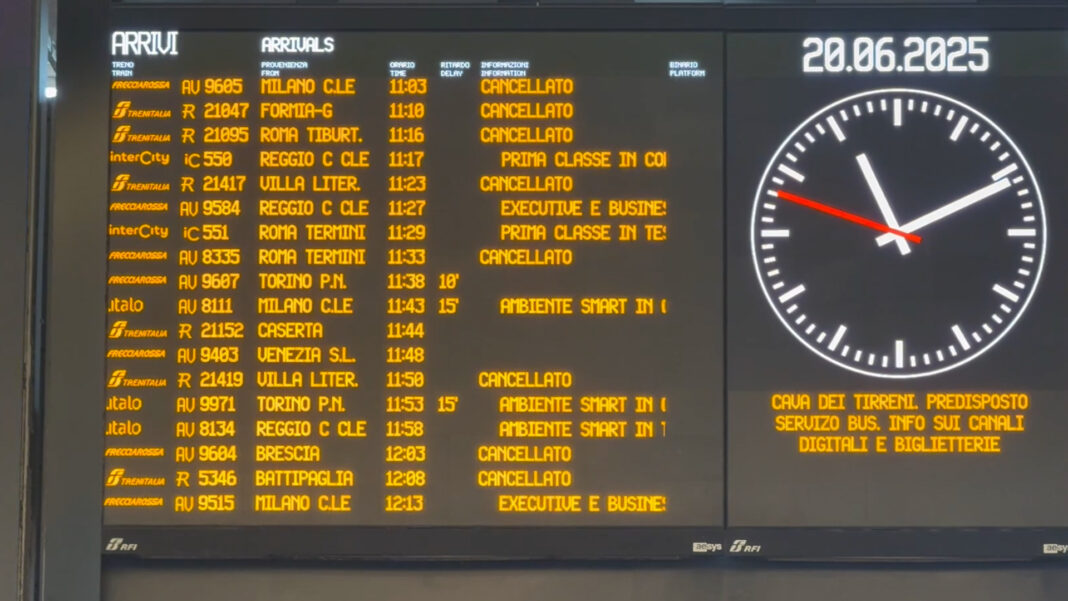 ARRIVI ARRIVALS
TRENO PROVENIENZA ORARIO RITARDO INFORMAZIONI BINARIO
TRAIN FROM TIME DELAY INFORMATION PLATFORM
FRECCIAROSSA AV 9605 MILANO C.LE 11:03 CANCELLATO
TRENITALIA R 21047 FORMIA-G 11:10 CANCELLATO
TRENITALIA R 21095 ROMA TIBURT. 11:16 CANCELLATO
interCity iC 550 REGGIO C CLE 11:17 PRIMA CLASSE IN
TRENITALIA R 21417 VILLA LITER. 11:23 CANCELLATO
FRECCIAROSSA AV 9584 REGGIO C CLE 11:27 EXECUTIVE E BUSINES
interCity iC 551 ROMA TERMINI 11:29 PRIMA CLASSE IN
FRECCIAROSSA AV 8335 ROMA TERMINI 11:33 CANCELLATO
FRECCIAROSSA AV 9607 TORINO P.N. 11:38 10'
italo AV 8111 MILANO C.LE 11:43 15' AMBIENTE SMART IN
TRENITALIA R 21152 CASERTA 11:44
FRECCIAROSSA AV 9403 VENEZIA S.L. 11:48
TRENITALIA R 21419 VILLA LITER. 11:50 CANCELLATO
italo AV 9971 TORINO P.N. 11:53 15' AMBIENTE SMART IN
italo AV 8134 REGGIO C CLE 11:58 AMBIENTE SMART IN
FRECCIAROSSA AV 9604 BRESCIA 12:03 CANCELLATO
TRENITALIA R 5346 BATTIPAGLIA 12:08 CANCELLATO
FRECCIAROSSA AV 9515 MILANO C.LE 12:13 EXECUTIVE E BUSINES
RFI aesys
20.06.2025
CAVA DEI TIRRENI. PREDISPOSTO
SERVIZIO BUS. INFO SUI CANALI
DIGITALI E BIGLIETTERIE
RFI aesys